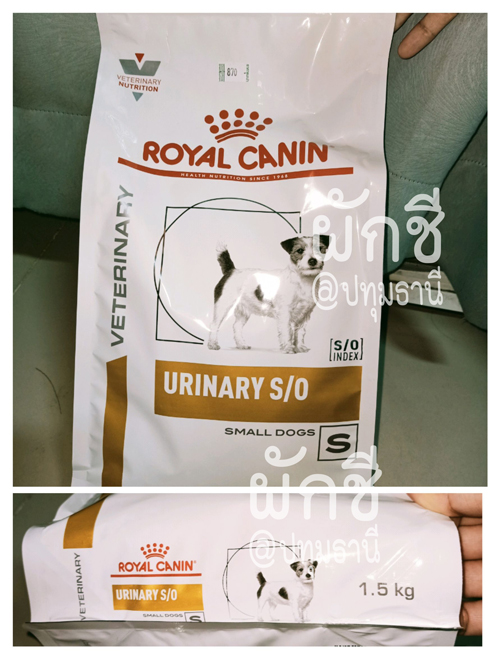 VETERINARY
NUTRITION
870
ROYAL CANIN
HEALTH NUTRITION SINCE 1968
VETERINARY
ผักชี
@ปทุมธานี
[S/O
INDEX]
URINARY S/O
SMALL DOGS S
ผักชี
@ปทุมธานี
VETERINARY
ROYAL CANIN
URINARY S/O
SMALL DOGS S
1.5 kg